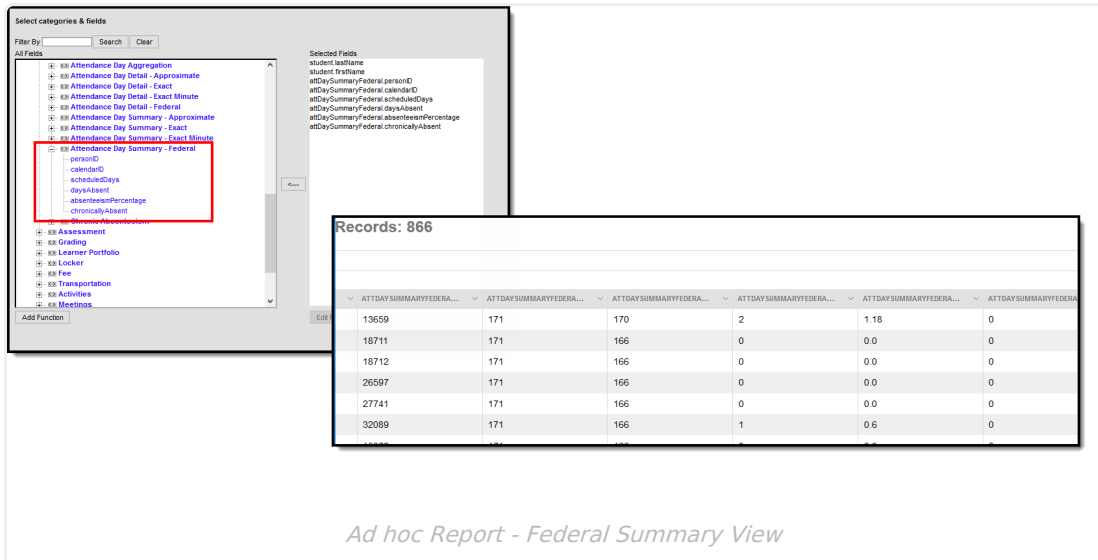 Select categories & fields
Filter By Search Clear
All Fields
Attendance Day Aggregation
Attendance Day Detail - Approximate
Attendance Day Detail - Exact
Attendance Day Detail - Exact Minute
Attendance Day Detail - Federal
Attendance Day Summary - Approximate
Attendance Day Summary - Exact
Attendance Day Summary - Exact Minute
Attendance Day Summary - Federal
personID
calendarID
scheduledDays
daysAbsent
absenteeismPercentage
chronicallyAbsent
Chronic Absenteeism
Assessment
Grading
Learner Portfolio
Locker
Fee
Transportation
Activities
Meetings
Add Function
<---
Selected Fields
student.lastName
student.firstName
attDaySummaryFederal.personID
attDaySummaryFederal.calendarID
attDaySummaryFederal.scheduledDays
attDaySummaryFederal.daysAbsent
attDaySummaryFederal.absenteeismPercentage
attDaySummaryFederal.chronicallyAbsent
Edit
Records: 866
ATTDAYSUMMARYFEDERA... ATTDAYSUMMARYFEDERA... ATTDAYSUMMARYFEDERA... ATTDAYSUMMARYFEDERA... ATTDAYSUMMARYFEDERA... ATTDAYSUMMARYFEDERA
13659 171 170 2 1.18 0
18711 171 166 0 0.0 0
18712 171 166 0 0.0 0
26597 171 166 0 0.0 0
27741 171 166 0 0.0 0
32089 171 166 1 0.6 0
Ad hoc Report - Federal Summary View